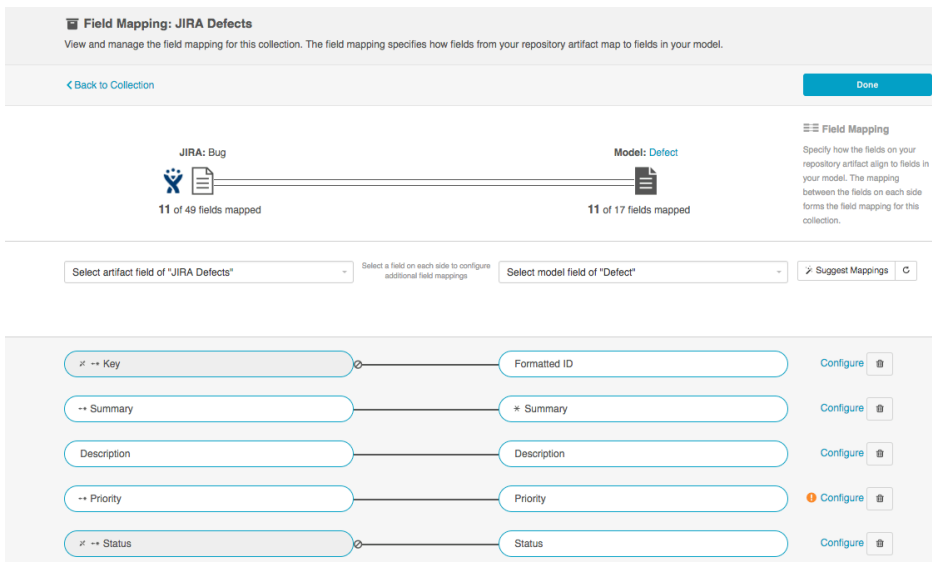 Field Mapping: JIRA Defects
View and manage the field mapping for this collection. The field mapping specifies how fields from your repository artifact map to fields in your model.
Back to Collection
Done
Field Mapping
Specify how the fields on your
repository artifact align to fields in
your model. The mapping
between the fields on each side
forms the field mapping for this
collection.
JIRA: Bug
Model: Defect
11 of 49 fields mapped
11 of 17 fields mapped
Select artifact field of "JIRA Defects"
Select a field on each side to configure
additional field mappings
Select model field of "Defect"
Suggest Mappings
Key
Formatted ID
Configure
Summary
* Summary
Configure
Description
Description
Configure
Priority
Priority
Configure
Status
Status
Configure